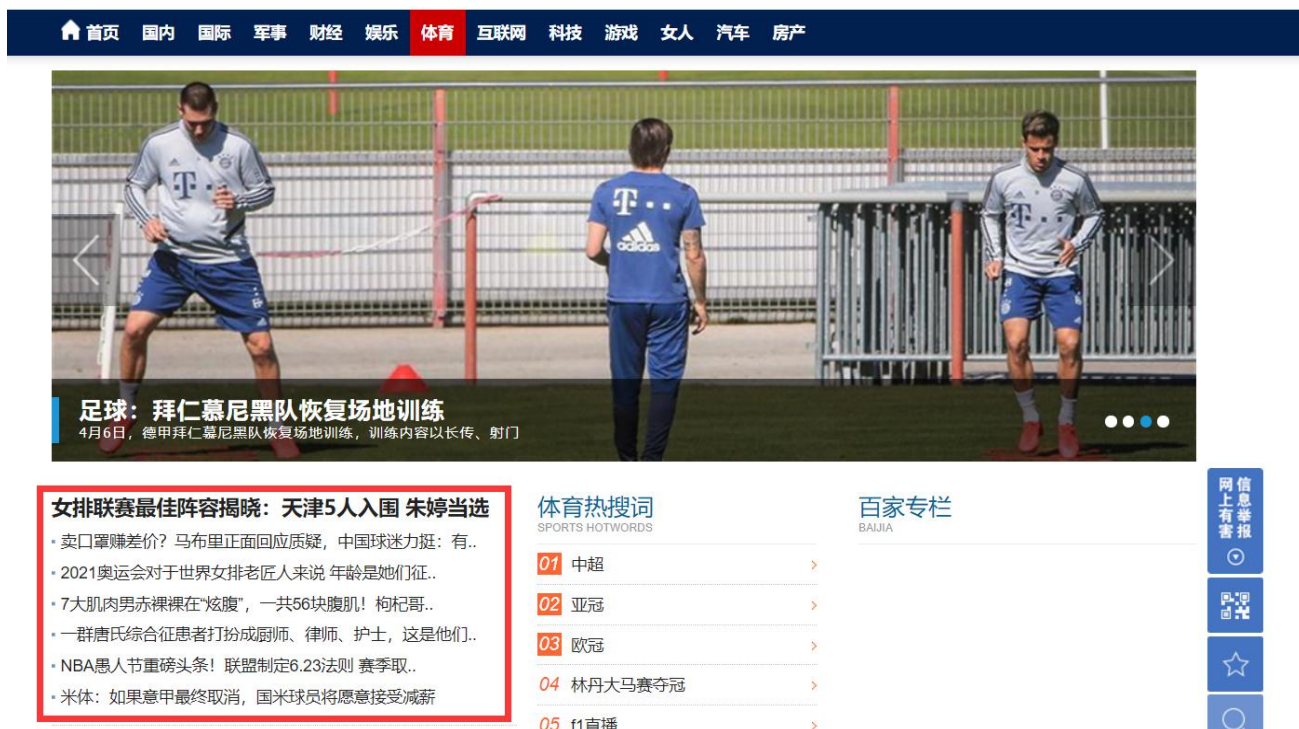 首页 国内 国际 军事 财经 娱乐 体育 互联网 科技 游戏 女人 汽车 房产
T
T
adidas
T
足球：拜仁慕尼黑队恢复场地训练
4月6日，德甲拜仁慕尼黑队恢复场地训练，训练内容以长传、射门
女排联赛最佳阵容揭晓：天津5人入围 朱婷当选
卖口罩赚差价？马布里正面回应质疑，中国球迷力挺：有..
2021奥运会对于世界女排老匠人来说 年龄是她们征..
7大肌肉男赤裸裸在“炫腹”，一共56块腹肌！枸杞哥..
一群唐氏综合征患者打扮成厨师、律师、护士，这是他们..
NBA愚人节重磅头条！联盟制定6.23法则 赛季取..
米体：如果意甲最终取消，国米球员将愿意接受减薪
体育热搜词
SPORTS HOTWORDS
01 中超
02 亚冠
03 欧冠
04 林丹大马赛夺冠
05 f1直播
百家专栏
BAIJIA
网上有害
信息举报